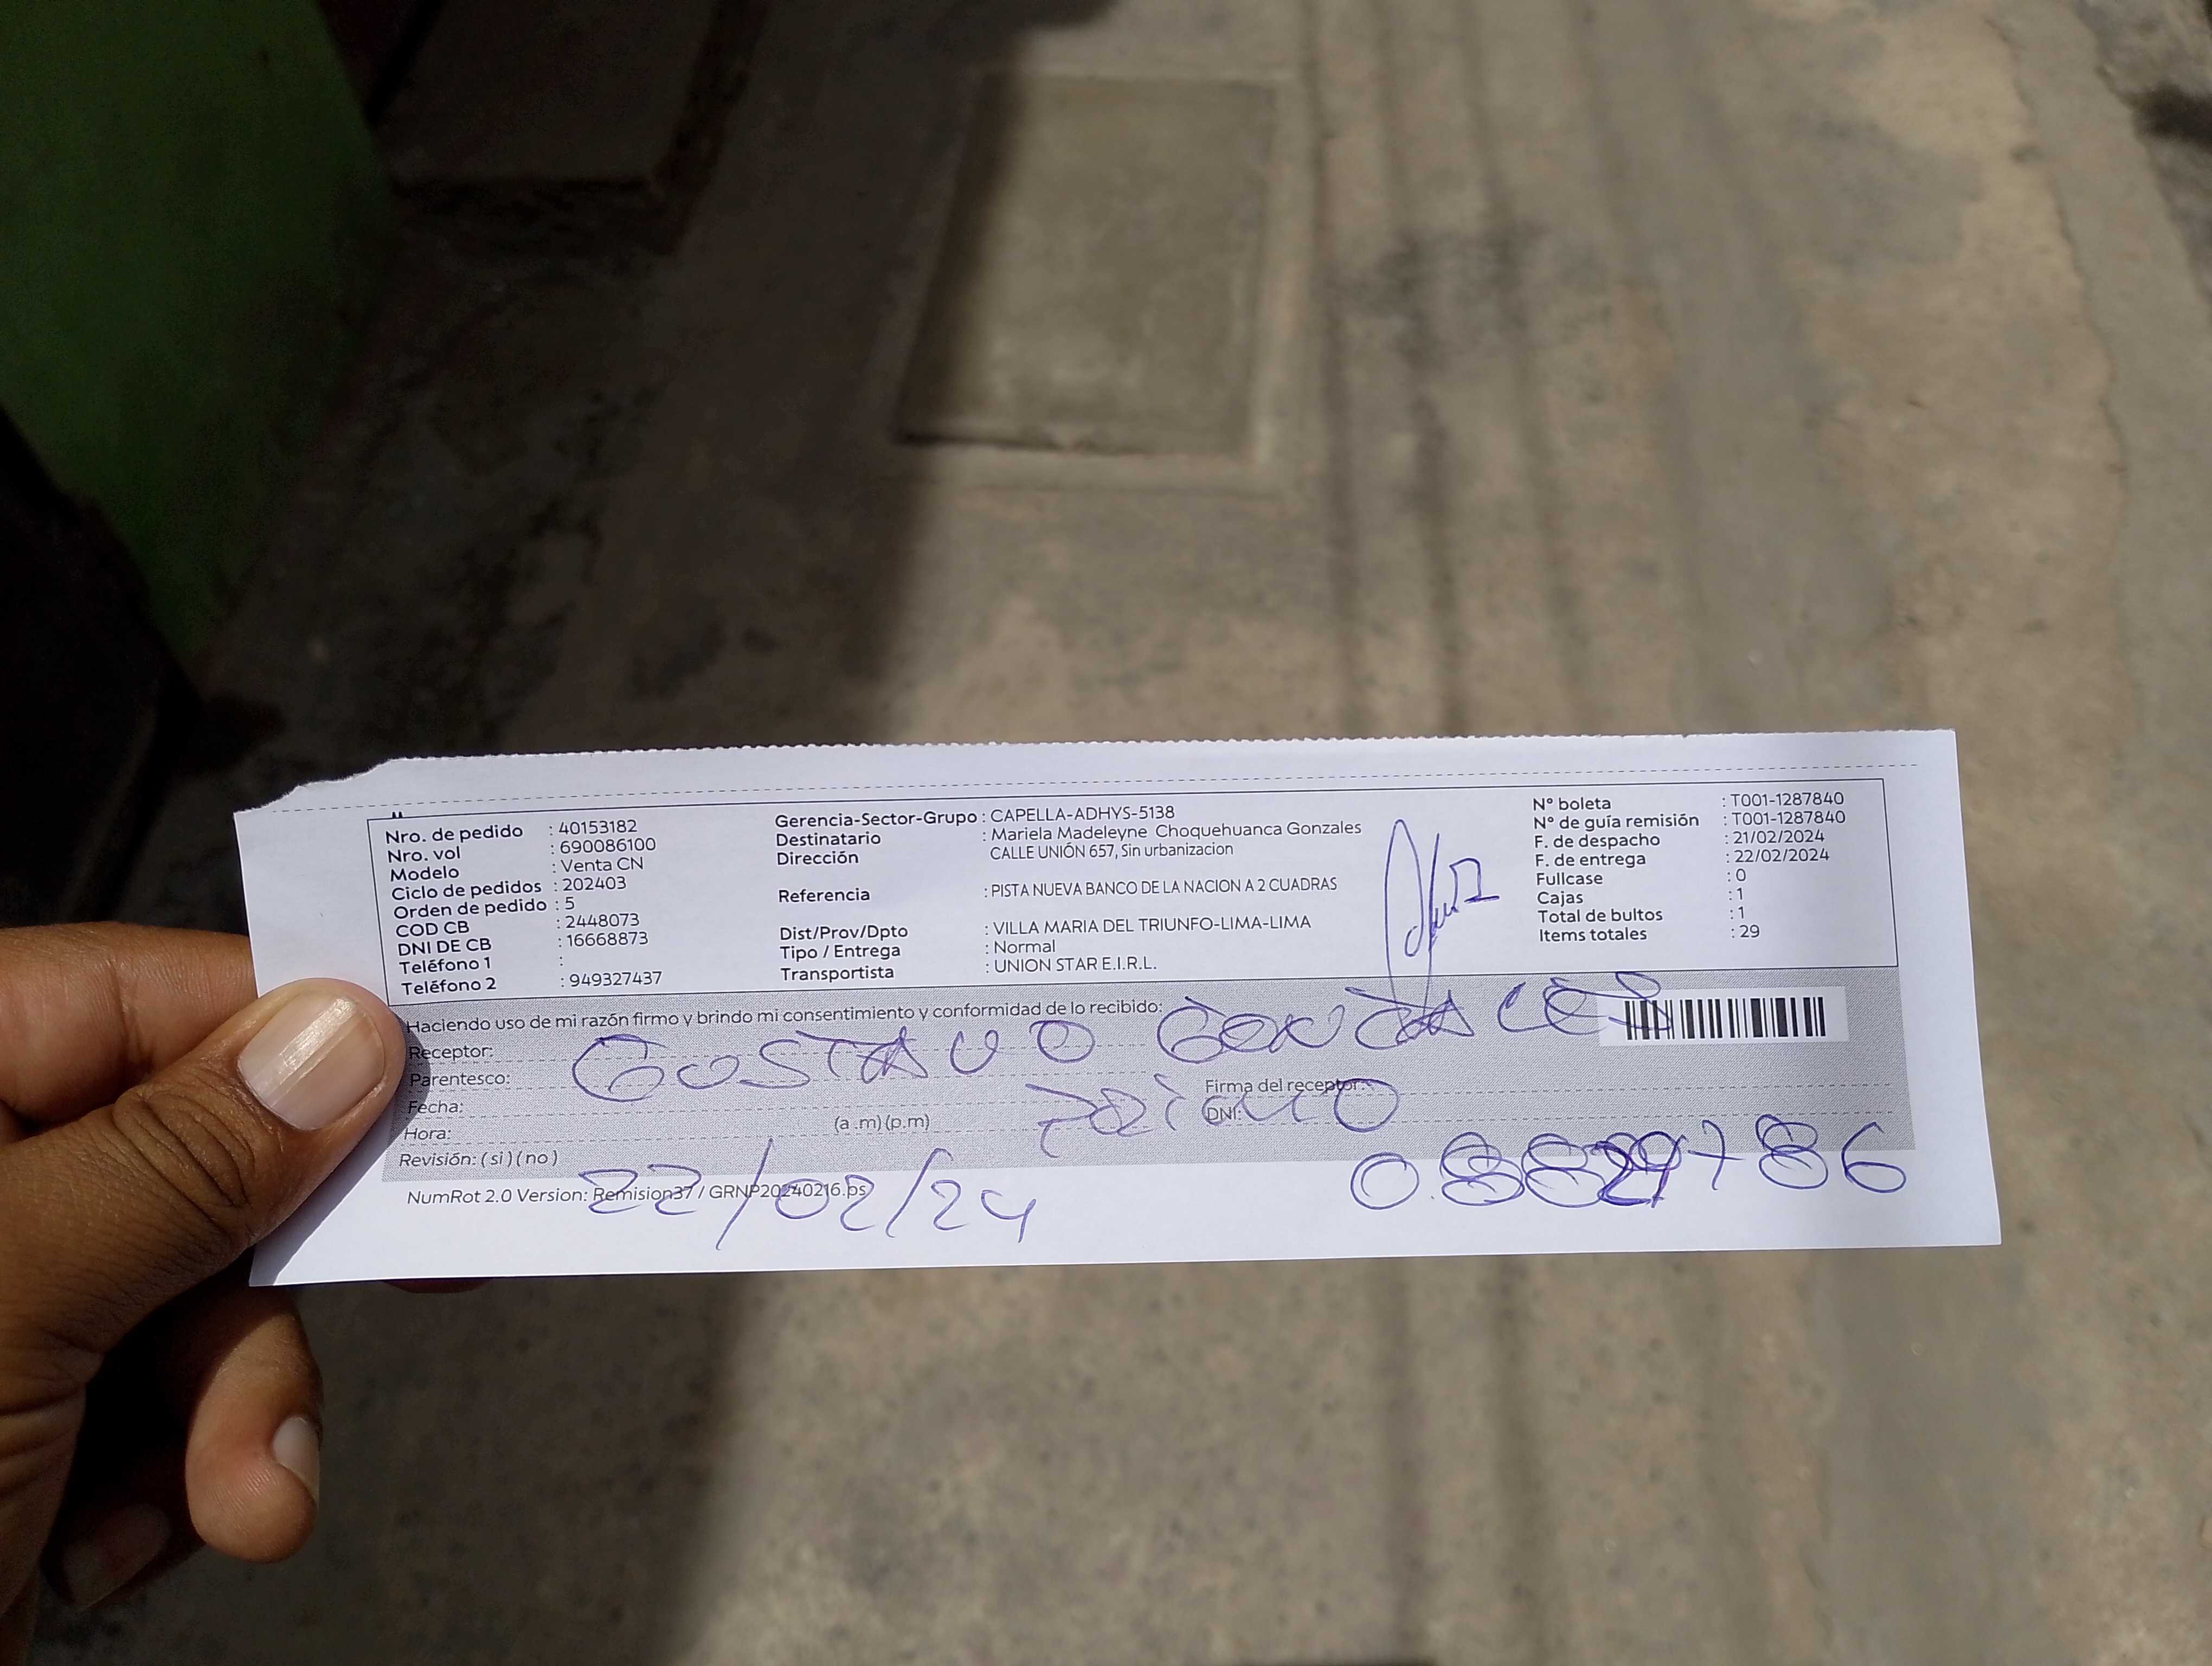 Nro. de pedido : 40153182
Nro. vol : 690086100
Modelo : Venta CN
Ciclo de pedidos : 202403
Orden de pedido : 5
COD CB : 2448073
DNI DE CB : 16668873
Teléfono 1 :
Teléfono 2 : 949327437
Gerencia-Sector-Grupo : CAPELLA-ADHYS-5138
Destinatario : Mariela Madeleyne Choquehuanca Gonzales
Dirección CALLE UNIÓN 657, Sin urbanizacion
Referencia : PISTA NUEVA BANCO DE LA NACION A 2 CUADRAS
Dist/Prov/Dpto : VILLA MARIA DEL TRIUNFO-LIMA-LIMA
Tipo / Entrega : Normal
Transportista : UNION STAR E.I.R.L.
N° boleta : T001-1287840
N° de guía remisión : T001-1287840
F. de despacho : 21/02/2024
F. de entrega : 22/02/2024
Fullcase : 0
Cajas : 1
Total de bultos : 1
Items totales : 29
Haciendo uso de mi razón firmo y brindo mi consentimiento y conformidad de lo recibido:
Receptor: GUSTAVO GONZALES
Parentesco:
Firma del receptor:
Fecha:
DNI:
Hora: (a .m) (p.m)
Revisión: ( si ) ( no )
22/02/24
NumRot 2.0 Version: Remision37 / GRNP20240216.ps